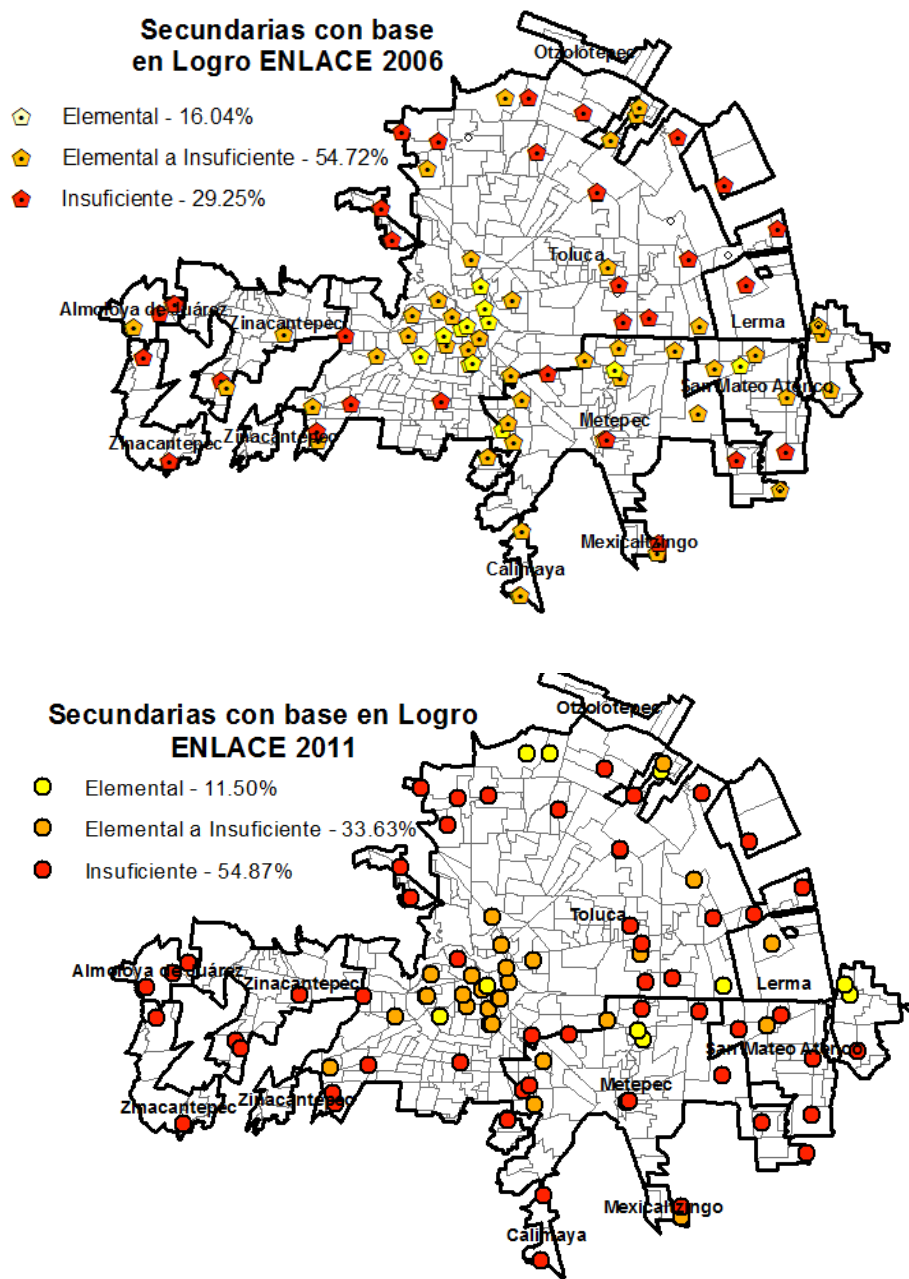 Secundarias con base
en Logro ENLACE 2006
Elemental - 16.04%
Elemental a Insuficiente - 54.72%
Insuficiente - 29.25%
Otzolotepec
Toluca
Almoloya de Juárez
Zinacantepec
Lerma
San Mateo Atenco
Metepec
Zinacantepec
Zinacantepec
Mexicaltzingo
Calimaya
Secundarias con base en Logro
ENLACE 2011
Elemental - 11.50%
Elemental a Insuficiente - 33.63%
Insuficiente - 54.87%
Otzolotepec
Toluca
Almoloya de Juárez
Zinacantepec
Lerma
San Mateo Atenco
Metepec
Zinacantepec
Zinacantepec
Mexicaltzingo
Calimaya